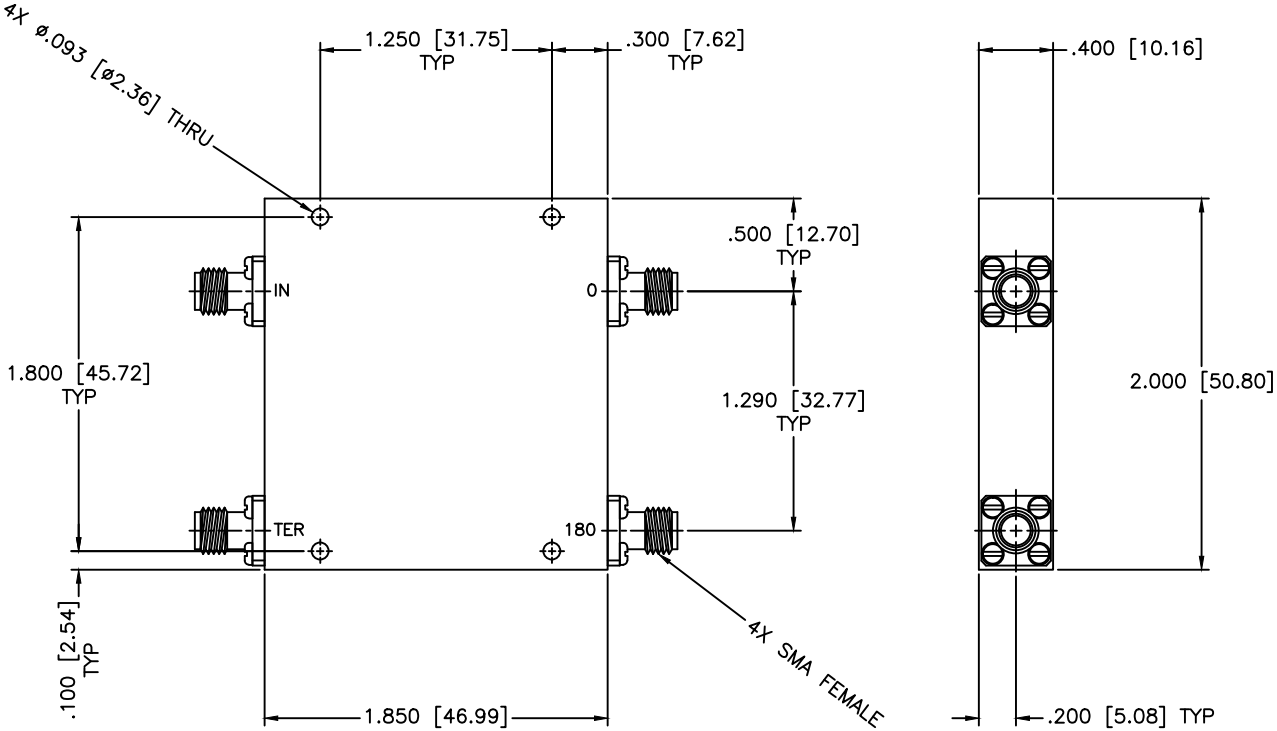 4X ø.093 [ø2.36] THRU
1.250 [31.75]
TYP
.300 [7.62]
TYP
.400 [10.16]
.500 [12.70]
TYP
IN
0
1.800 [45.72]
TYP
1.290 [32.77]
TYP
2.000 [50.80]
TER
180
.100 [2.54]
TYP
4X SMA FEMALE
1.850 [46.99]
.200 [5.08] TYP